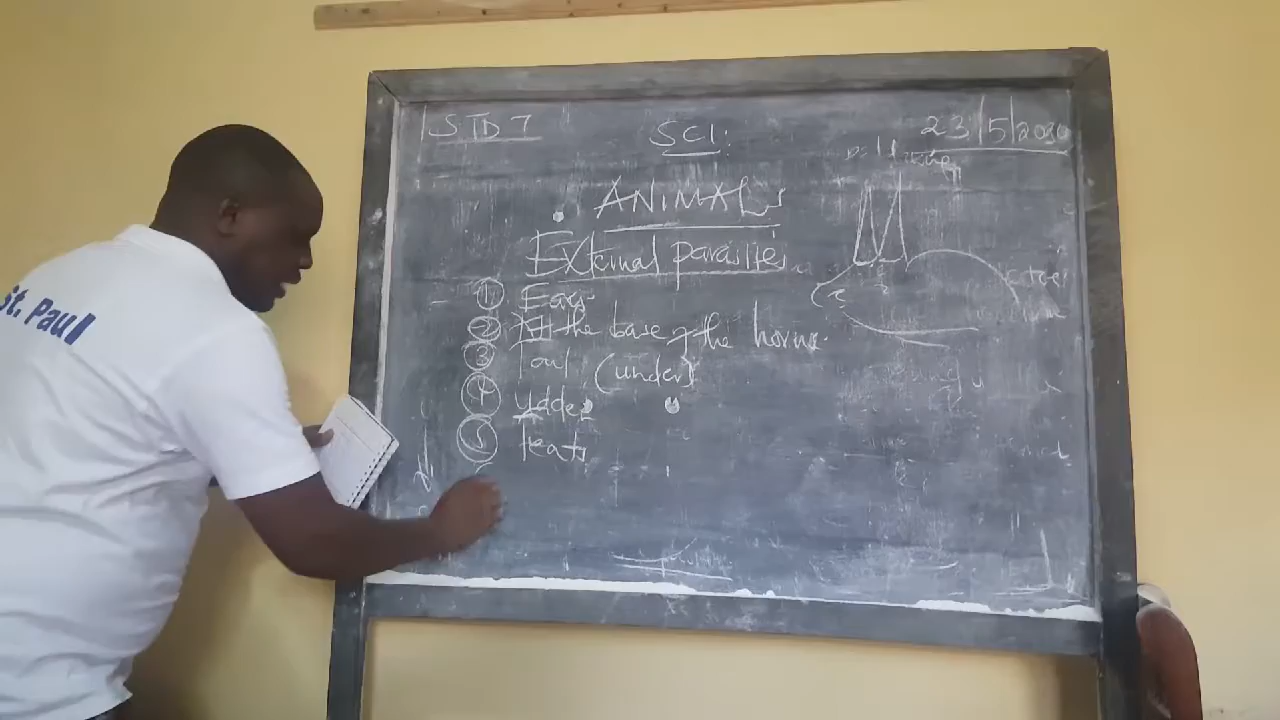 STD 7
SCI:
23/5/2020
ANIMALS
External parasites
① Ears
② At the base of the horns.
③ Tail (under)
④ Udder
⑤ Teats
St. Paul